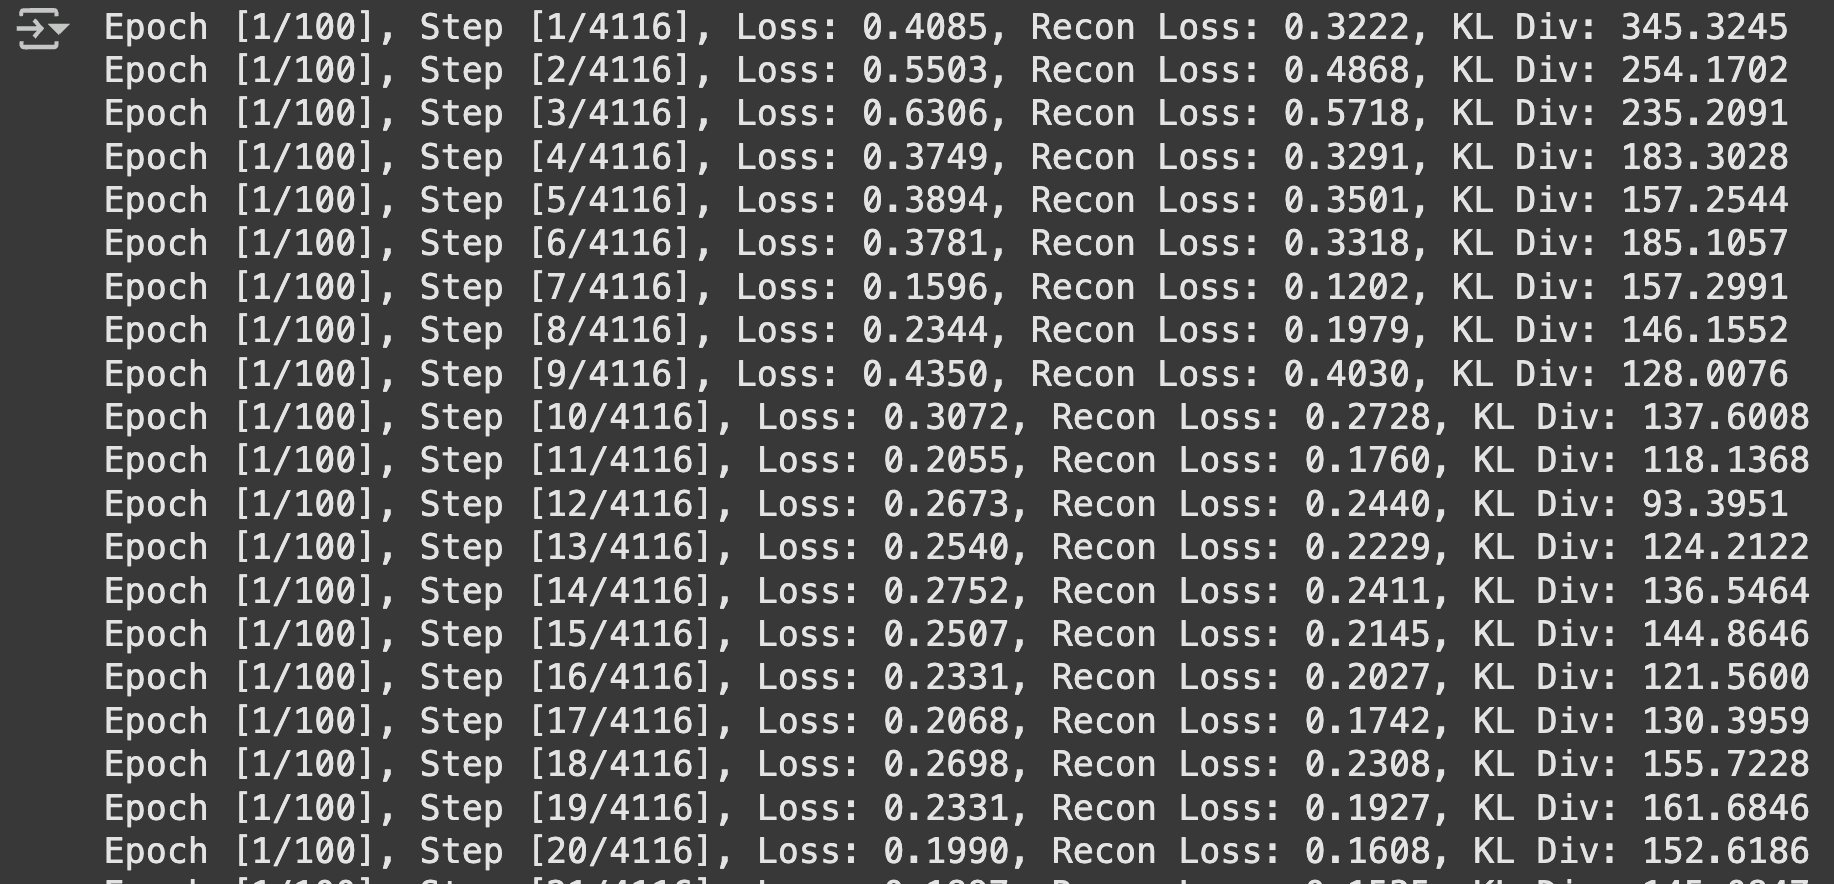 Epoch [1/100], Step [1/4116], Loss: 0.4085, Recon Loss: 0.3222, KL Div: 345.3245
Epoch [1/100], Step [2/4116], Loss: 0.5503, Recon Loss: 0.4868, KL Div: 254.1702
Epoch [1/100], Step [3/4116], Loss: 0.6306, Recon Loss: 0.5718, KL Div: 235.2091
Epoch [1/100], Step [4/4116], Loss: 0.3749, Recon Loss: 0.3291, KL Div: 183.3028
Epoch [1/100], Step [5/4116], Loss: 0.3894, Recon Loss: 0.3501, KL Div: 157.2544
Epoch [1/100], Step [6/4116], Loss: 0.3781, Recon Loss: 0.3318, KL Div: 185.1057
Epoch [1/100], Step [7/4116], Loss: 0.1596, Recon Loss: 0.1202, KL Div: 157.2991
Epoch [1/100], Step [8/4116], Loss: 0.2344, Recon Loss: 0.1979, KL Div: 146.1552
Epoch [1/100], Step [9/4116], Loss: 0.4350, Recon Loss: 0.4030, KL Div: 128.0076
Epoch [1/100], Step [10/4116], Loss: 0.3072, Recon Loss: 0.2728, KL Div: 137.6008
Epoch [1/100], Step [11/4116], Loss: 0.2055, Recon Loss: 0.1760, KL Div: 118.1368
Epoch [1/100], Step [12/4116], Loss: 0.2673, Recon Loss: 0.2440, KL Div: 93.3951
Epoch [1/100], Step [13/4116], Loss: 0.2540, Recon Loss: 0.2229, KL Div: 124.2122
Epoch [1/100], Step [14/4116], Loss: 0.2752, Recon Loss: 0.2411, KL Div: 136.5464
Epoch [1/100], Step [15/4116], Loss: 0.2507, Recon Loss: 0.2145, KL Div: 144.8646
Epoch [1/100], Step [16/4116], Loss: 0.2331, Recon Loss: 0.2027, KL Div: 121.5600
Epoch [1/100], Step [17/4116], Loss: 0.2068, Recon Loss: 0.1742, KL Div: 130.3959
Epoch [1/100], Step [18/4116], Loss: 0.2698, Recon Loss: 0.2308, KL Div: 155.7228
Epoch [1/100], Step [19/4116], Loss: 0.2331, Recon Loss: 0.1927, KL Div: 161.6846
Epoch [1/100], Step [20/4116], Loss: 0.1990, Recon Loss: 0.1608, KL Div: 152.6186